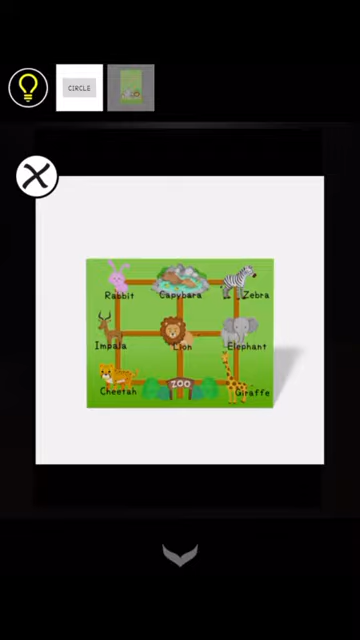 CIRCLE
Rabbit Capybara Zebra
Impala Lion Elephant
Cheetah ZOO Giraffe